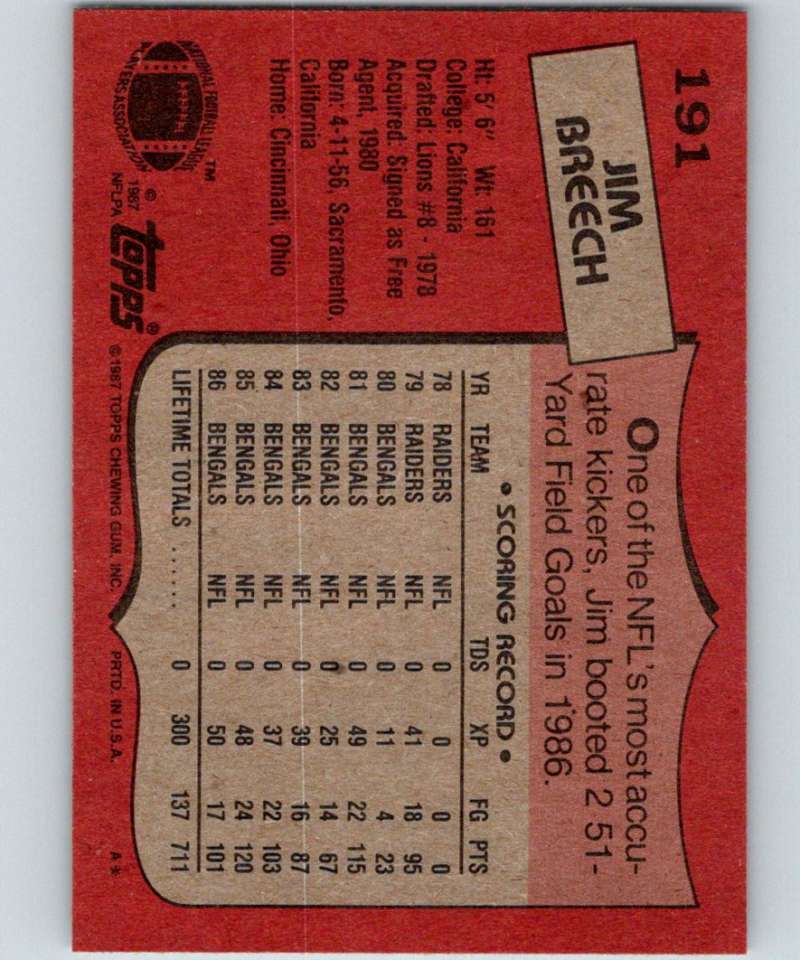 191
JIM
BREECH
Ht: 5' 6" Wt: 161
College: California
Drafted: Lions #8 - 1978
Acquired: Signed as Free
Agent, 1980
Born: 4-11-56, Sacramento,
California
Home: Cincinnati, Ohio
NATIONAL FOOTBALL LEAGUE
PLAYERS ASSOCIATION
™
© 1987
NFLPA
topps®
One of the NFL's most accu-
rate kickers, Jim booted 2 51-
Yard Field Goals in 1986.
• SCORING RECORD •
YR TEAM TDS XP FG PTS
78 RAIDERS NFL 0 0 0 0
79 RAIDERS NFL 0 41 18 95
80 BENGALS NFL 0 11 4 23
81 BENGALS NFL 0 49 22 115
82 BENGALS NFL 0 25 14 67
83 BENGALS NFL 0 39 16 87
84 BENGALS NFL 0 37 22 103
85 BENGALS NFL 0 48 24 120
86 BENGALS NFL 0 50 17 101
LIFETIME TOTALS ...... 0 300 137 711
©1987 TOPPS CHEWING GUM, INC. PRTD. IN U.S.A. A*